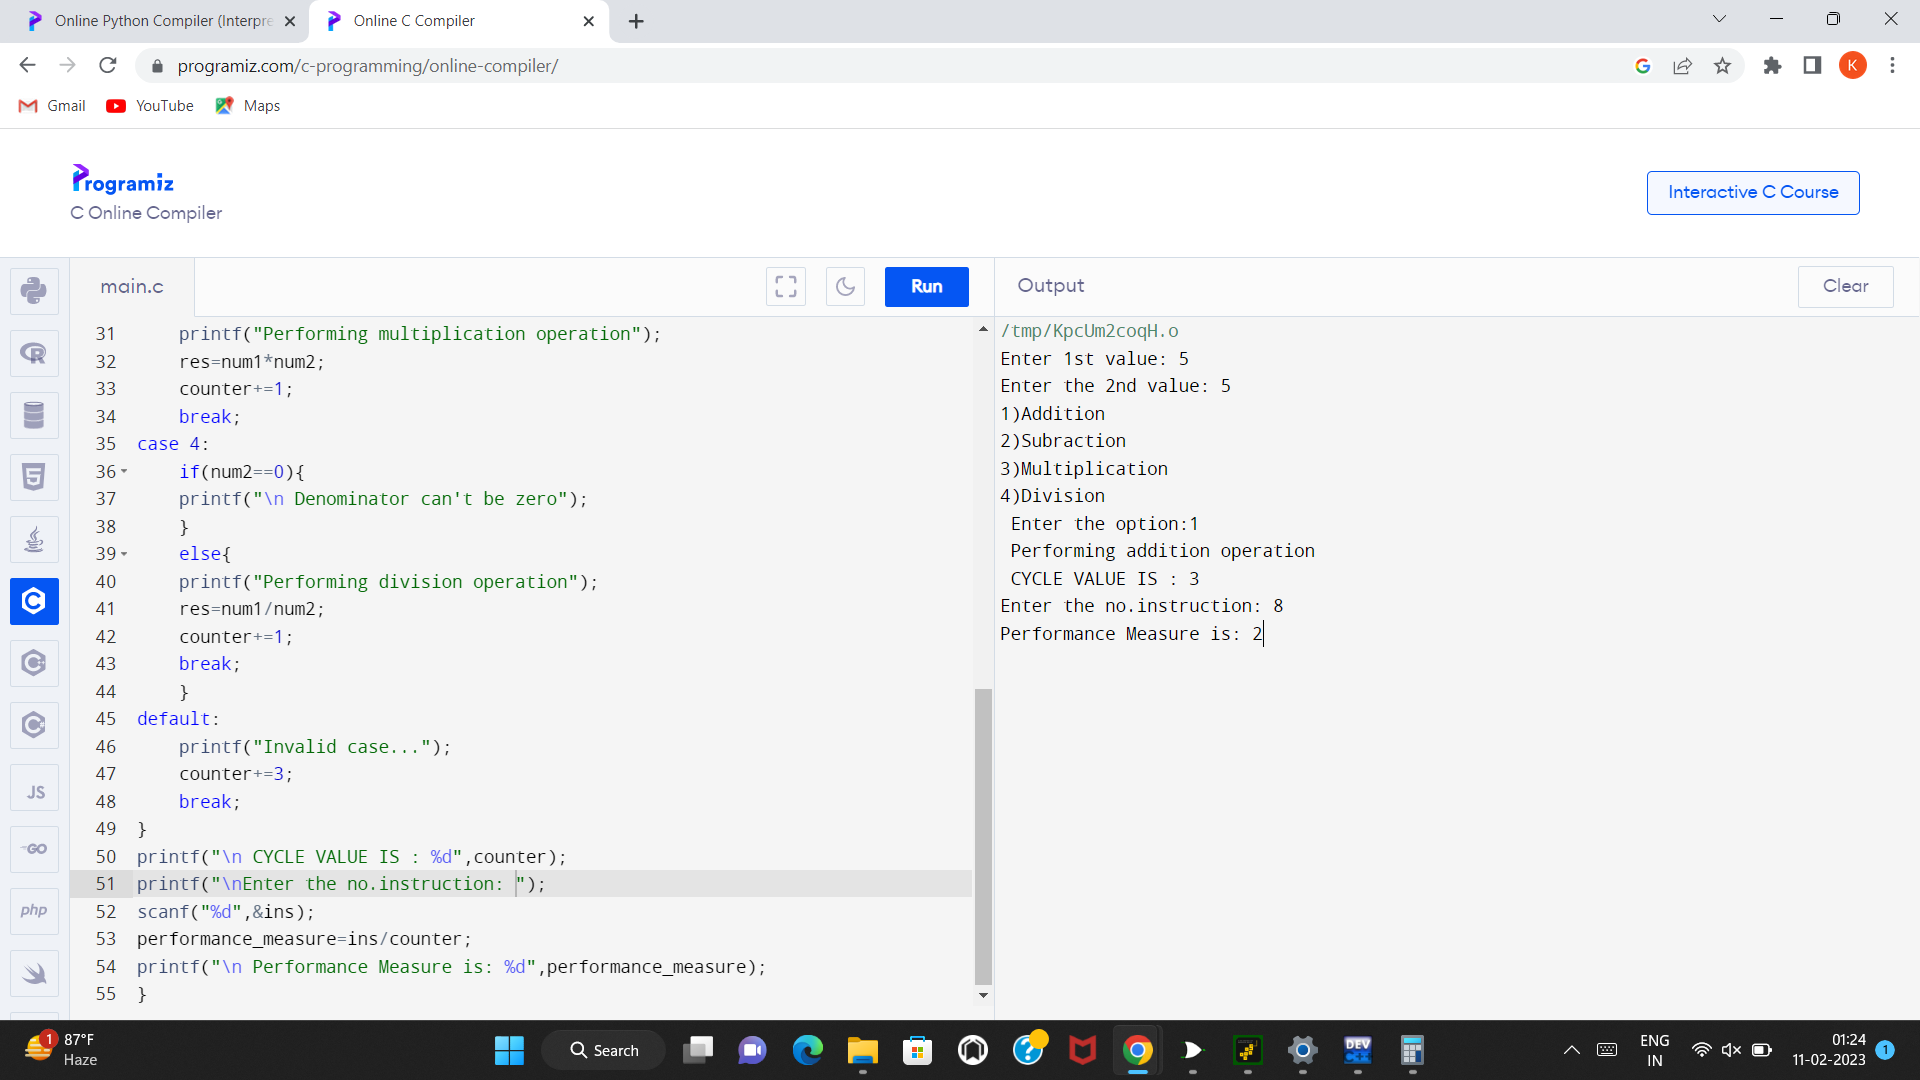 Online Python Compiler (Interpre
Online C Compiler
programiz.com/c-programming/online-compiler/
K
Gmail
YouTube
Maps
Programiz
C Online Compiler
Interactive C Course
main.c
Run
Output
Clear
31 printf("Performing multiplication operation");
32 res=num1*num2;
33 counter+=1;
34 break;
35 case 4:
36 if(num2==0){
37 printf("\n Denominator can't be zero");
38 }
39 else{
40 printf("Performing division operation");
41 res=num1/num2;
42 counter+=1;
43 break;
44 }
45 default:
46 printf("Invalid case...");
47 counter+=3;
48 break;
49 }
50 printf("\n CYCLE VALUE IS : %d",counter);
51 printf("\nEnter the no.instruction: ");
52 scanf("%d",&ins);
53 performance_measure=ins/counter;
54 printf("\n Performance Measure is: %d",performance_measure);
55 }
/tmp/KpcUm2coqH.o
Enter 1st value: 5
Enter the 2nd value: 5
1)Addition
2)Subraction
3)Multiplication
4)Division
Enter the option:1
Performing addition operation
CYCLE VALUE IS : 3
Enter the no.instruction: 8
Performance Measure is: 2
R
5
C
C
C
JS
GO
php
1
87°F
Haze
Search
DEV
C++
ENG
IN
01:24
11-02-2023
1